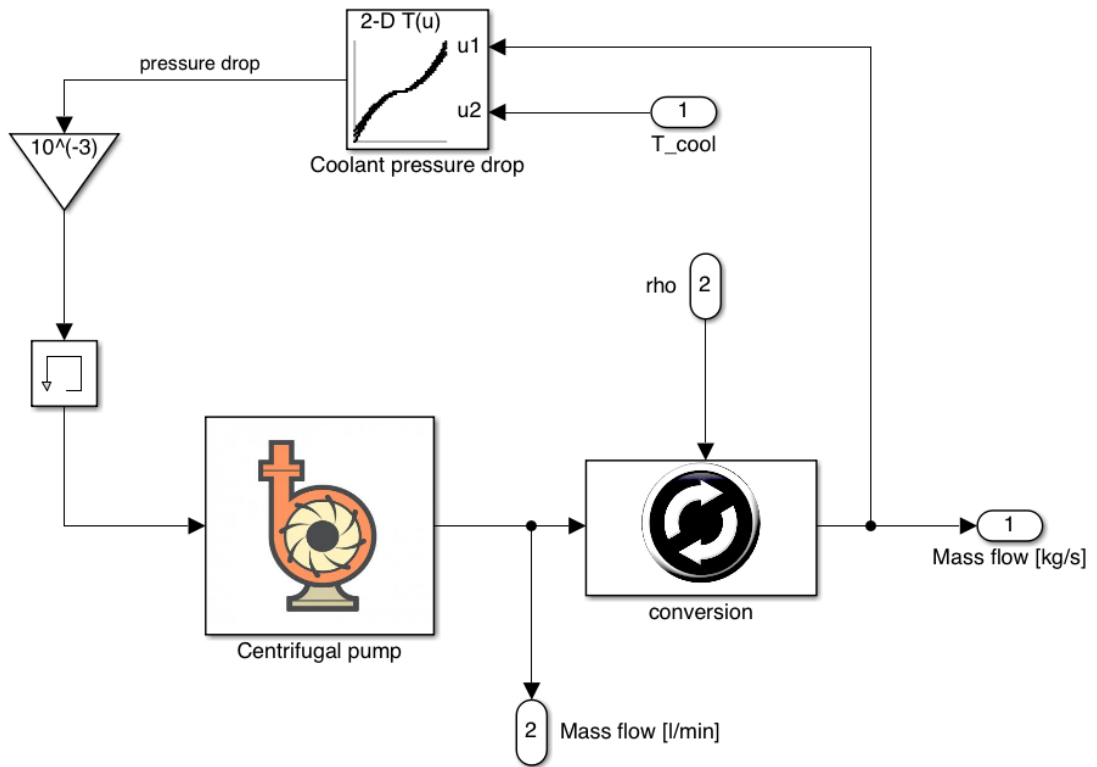 2-D T(u)
u1
u2
Coolant pressure drop
pressure drop
10^(-3)
1
T_cool
rho
2
Centrifugal pump
conversion
1
Mass flow [kg/s]
2
Mass flow [l/min]